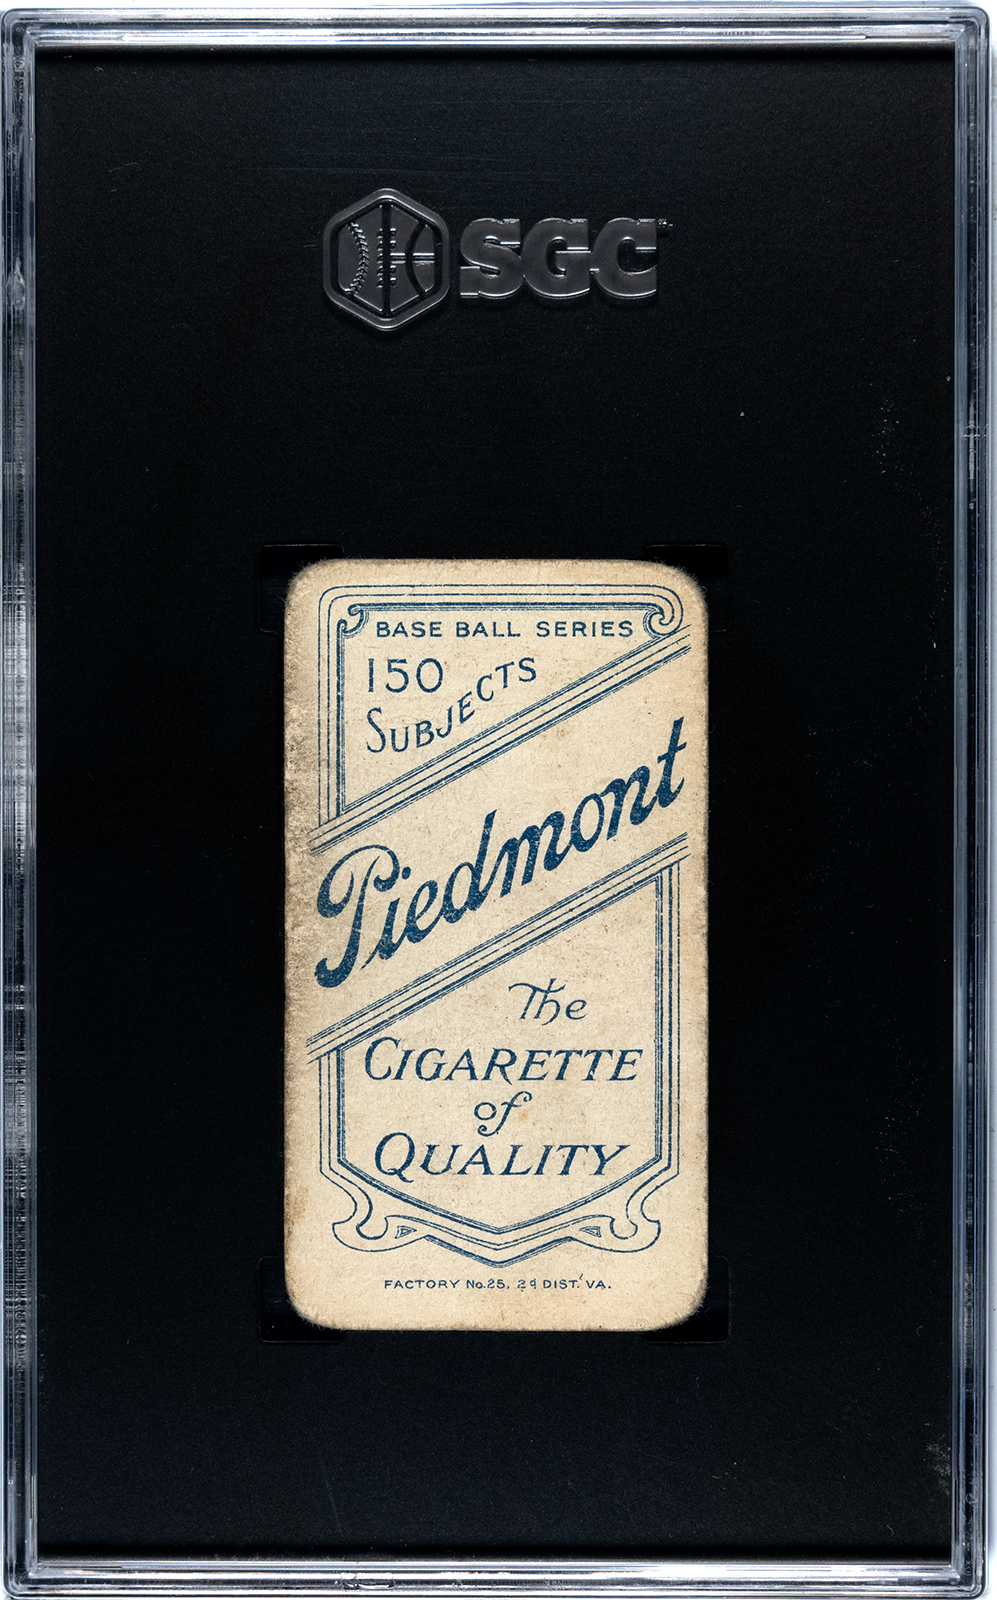 SGC
BASE BALL SERIES
150
SUBJECTS
Piedmont
The
CIGARETTE
of
QUALITY
FACTORY No. 25, 2d DIST. VA.